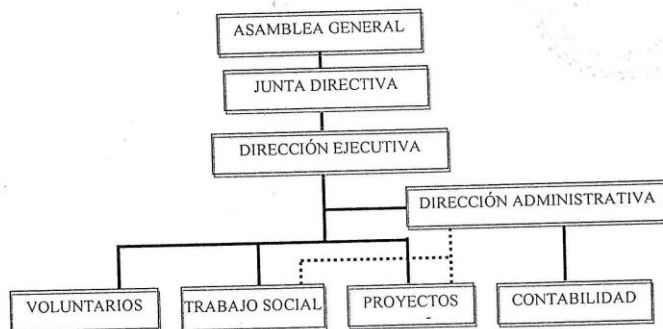 ASAMBLEA GENERAL
JUNTA DIRECTIVA
DIRECCIÓN EJECUTIVA
DIRECCIÓN ADMINISTRATIVA
VOLUNTARIOS
TRABAJO SOCIAL
PROYECTOS
CONTABILIDAD